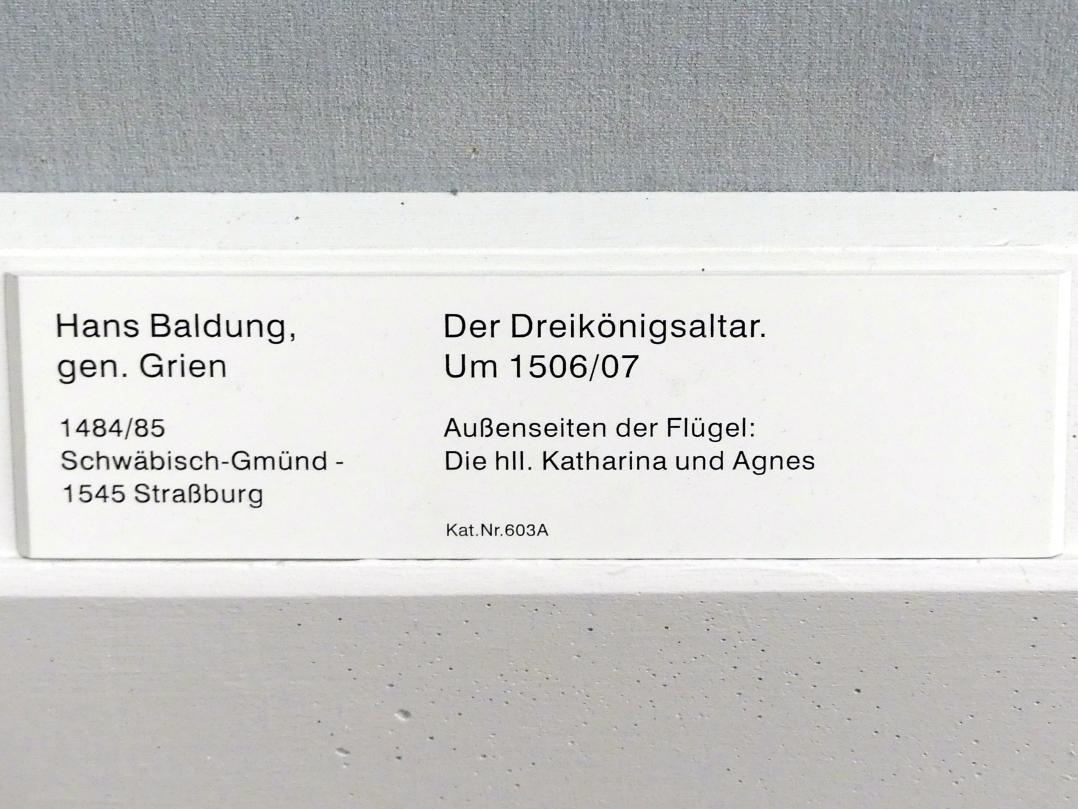 Hans Baldung,
gen. Grien
1484/85
Schwäbisch-Gmünd -
1545 Straßburg
Der Dreikönigsaltar.
Um 1506/07
Außenseiten der Flügel:
Die hll. Katharina und Agnes
Kat.Nr.603A